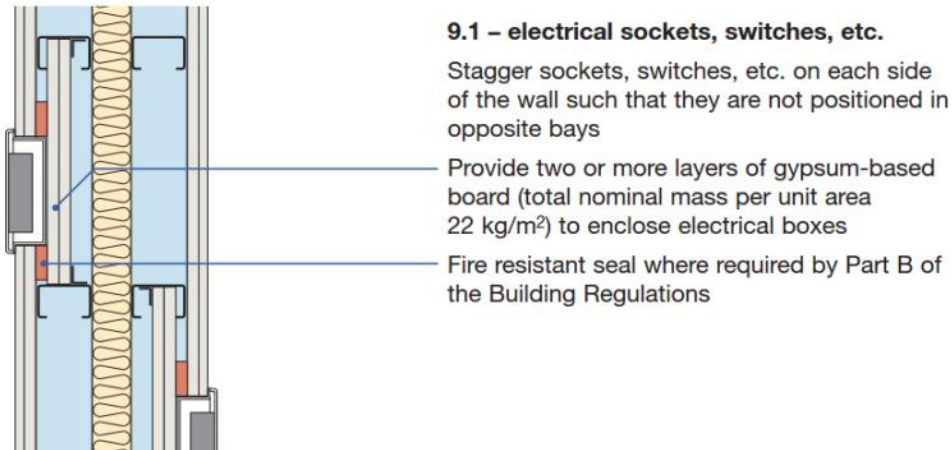 9.1 – electrical sockets, switches, etc.
Stagger sockets, switches, etc. on each side
of the wall such that they are not positioned in
opposite bays
Provide two or more layers of gypsum-based
board (total nominal mass per unit area
22 kg/m²) to enclose electrical boxes
Fire resistant seal where required by Part B of
the Building Regulations